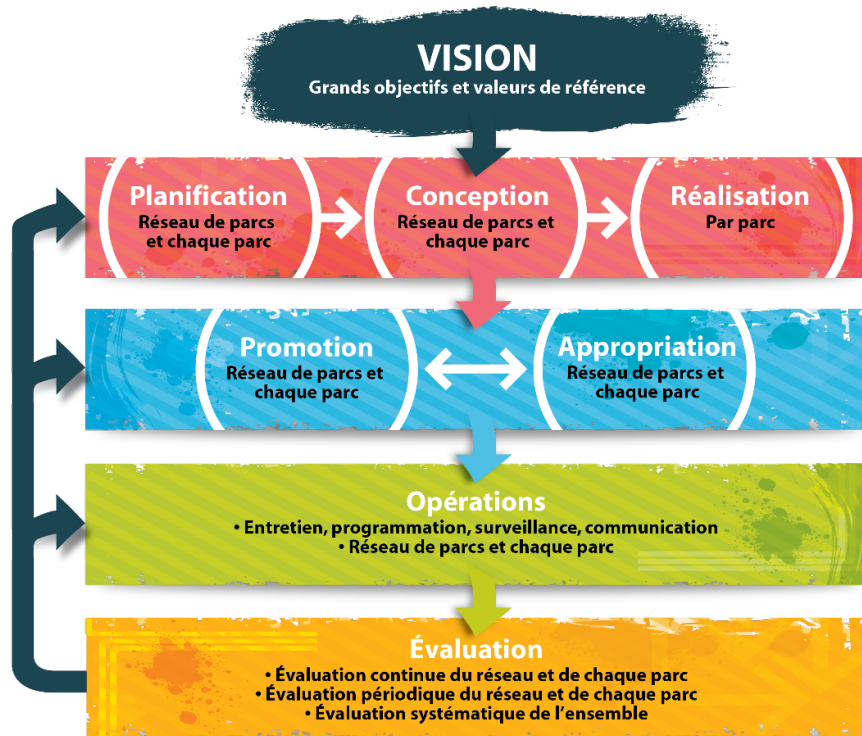 VISION
Grands objectifs et valeurs de référence
Planification
Réseau de parcs
et chaque parc
Conception
Réseau de parcs et
chaque parc
Réalisation
Par parc
Promotion
Réseau de parcs et
chaque parc
Appropriation
Réseau de parcs et
chaque parc
Opérations
• Entretien, programmation, surveillance, communication
• Réseau de parcs et chaque parc
Évaluation
• Évaluation continue du réseau et de chaque parc
• Évaluation périodique du réseau et de chaque parc
• Évaluation systématique de l'ensemble